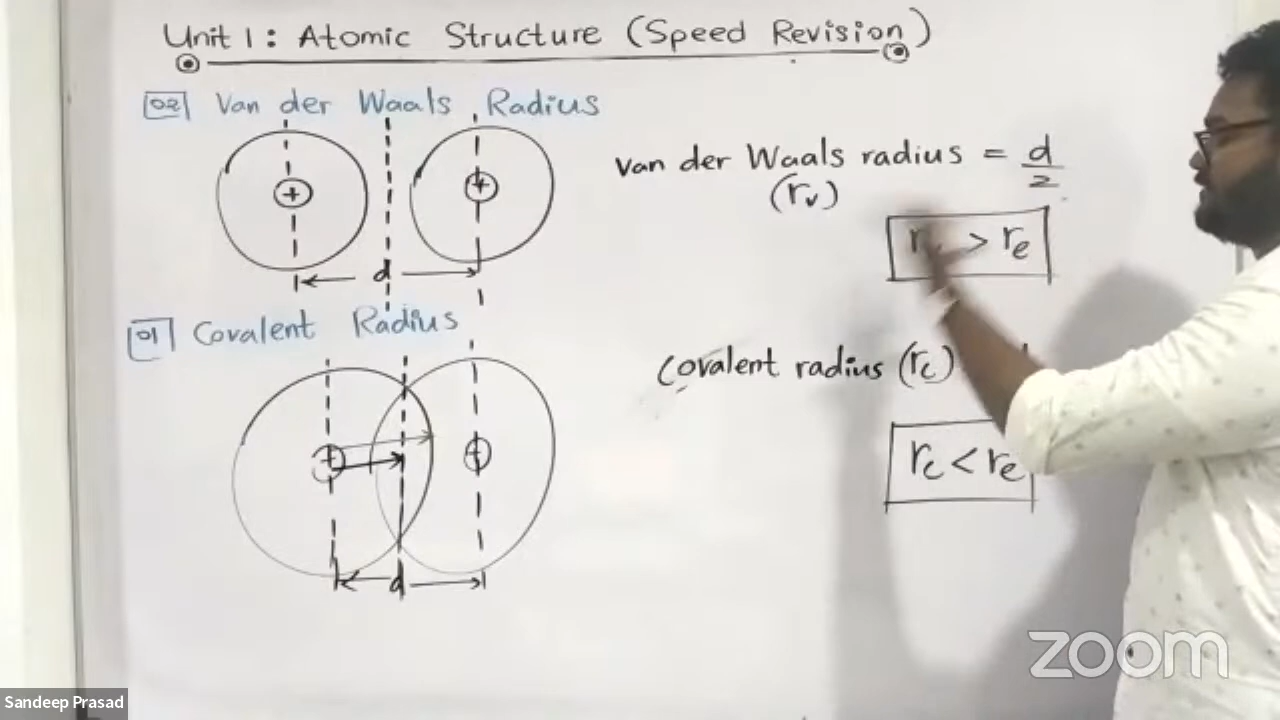 Unit 1: Atomic Structure (Speed Revision)
02 Van der Waals Radius
+ +
van der Waals radius = d/2
(rv)
> re
d
01 Covalent Radius
Covalent radius (rc)
+ +
rc < re
d
zoom
Sandeep Prasad